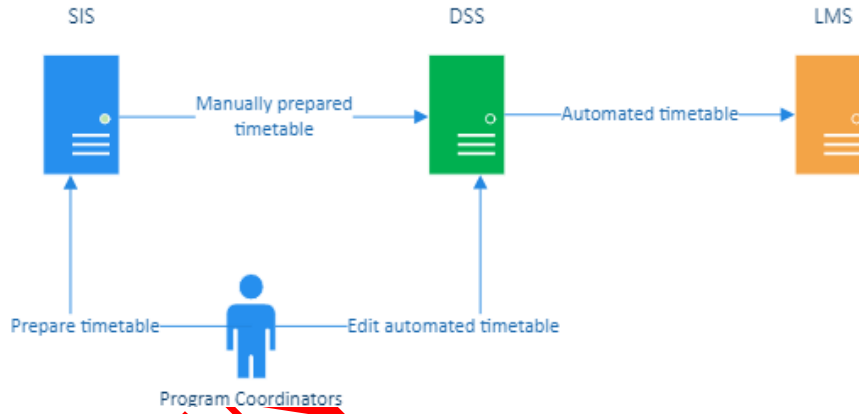 SIS
DSS
LMS
Manually prepared
timetable
Automated timetable
Prepare timetable
Edit automated timetable
Program Coordinators